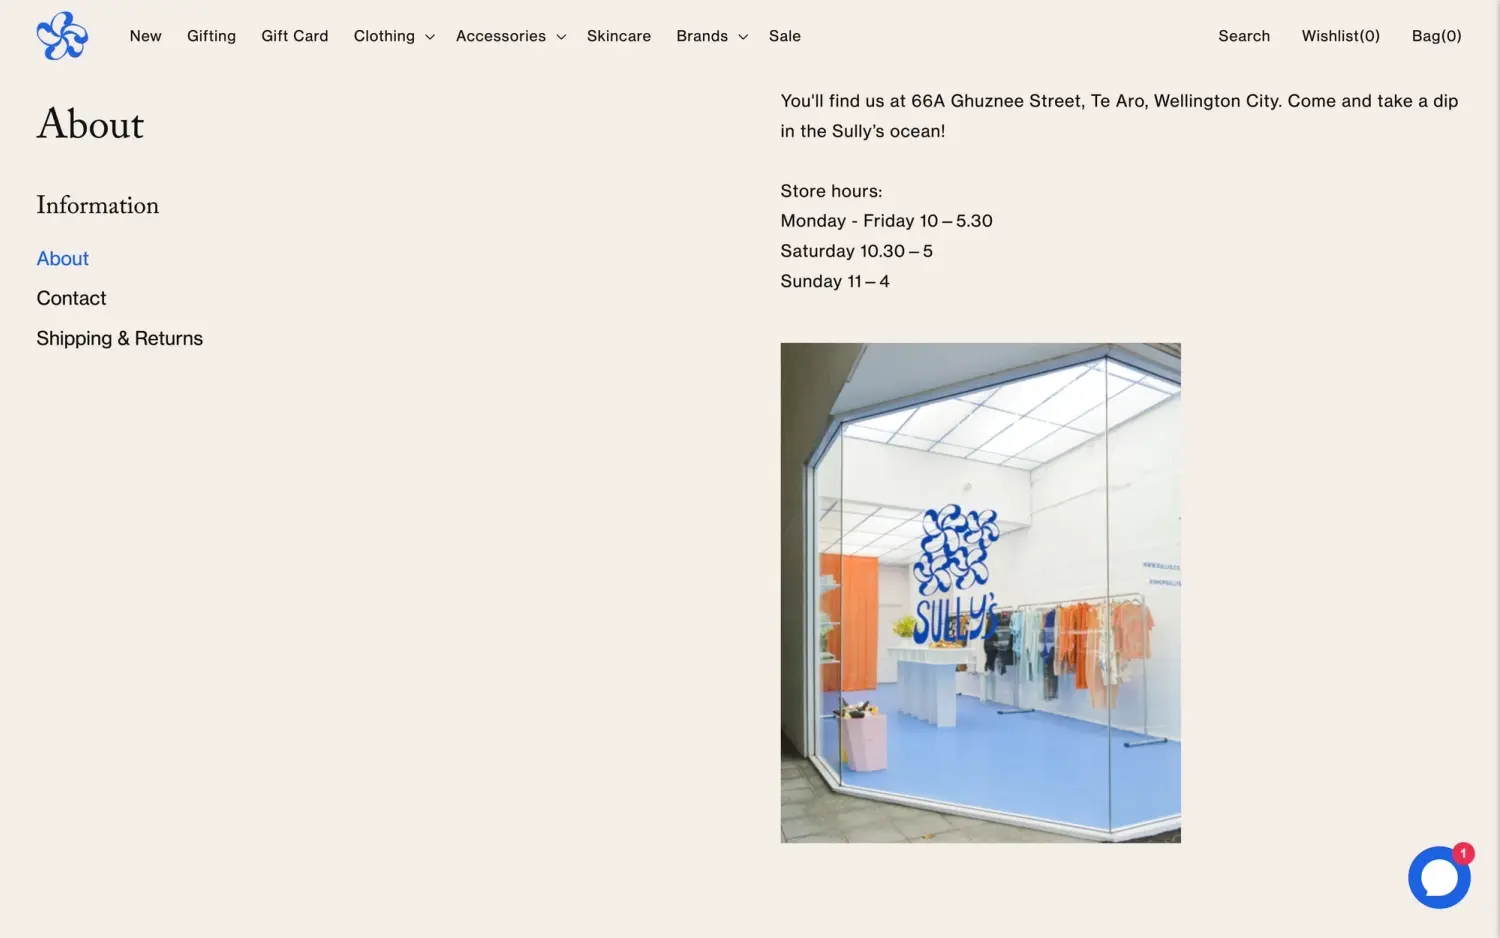 New
Gifting
Gift Card
Clothing
Accessories
Skincare
Brands
Sale
Search
Wishlist(0)
Bag(0)
About
Information
About
Contact
Shipping & Returns
You'll find us at 66A Ghuznee Street, Te Aro, Wellington City. Come and take a dip
in the Sully’s ocean!
Store hours:
Monday - Friday 10 – 5.30
Saturday 10.30 – 5
Sunday 11 – 4
SULLY's
1